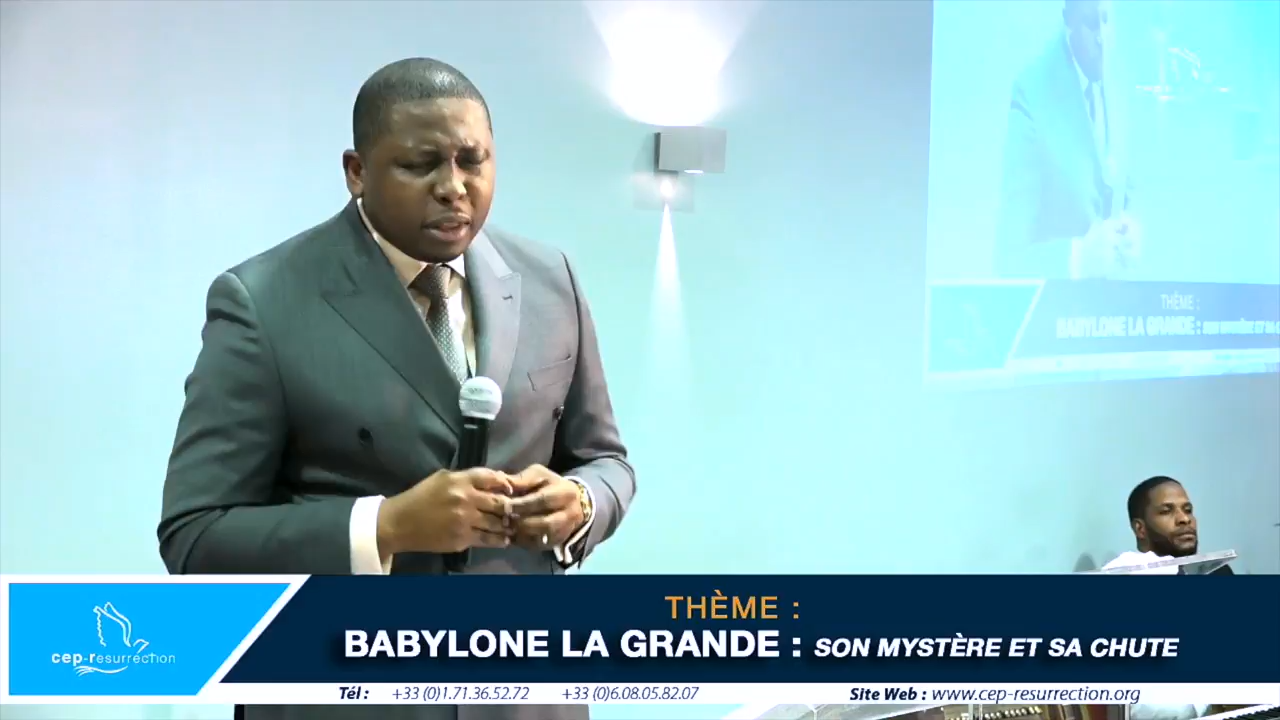 THÈME :
BABYLONE LA GRANDE :
THÈME :
BABYLONE LA GRANDE : SON MYSTÈRE ET SA CHUTE
cep-resurrection
Tél : +33 (0)1.71.36.52.72 +33 (0)6.08.05.82.07 Site Web : www.cep-resurrection.org